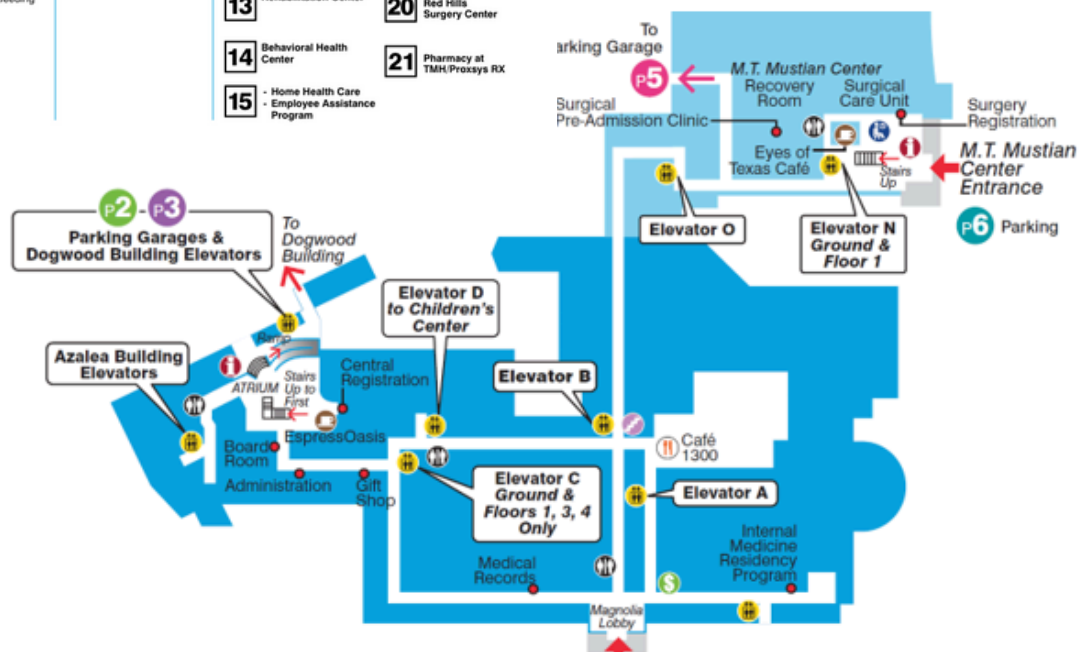 13
20
Red Hills
Surgery Center
14
Behavioral Health
Center
21
Pharmacy at
TMH/Proxsys RX
15
- Home Health Care
- Employee Assistance
Program
To
arking Garage
P5
M.T. Mustian Center
Recovery
Room
Surgical
Care Unit
Surgical
Pre-Admission Clinic
Surgery
Registration
Eyes of
Texas Café
i
Stairs
Up
M.T. Mustian
Center
Entrance
P6 Parking
Elevator O
Elevator N
Ground &
Floor 1
P2 - P3
Parking Garages &
Dogwood Building Elevators
To
Dogwood
Building
Elevator D
to Children's
Center
Ramp
Azalea Building
Elevators
i
ATRIUM
Stairs
Up to
First
Central
Registration
Elevator B
EspressOasis
Board
Room
Café
1300
Administration
Gift
Shop
Elevator C
Ground &
Floors 1, 3, 4
Only
Elevator A
Internal
Medicine
Residency
Program
Medical
Records
$
Magnolia
Lobby